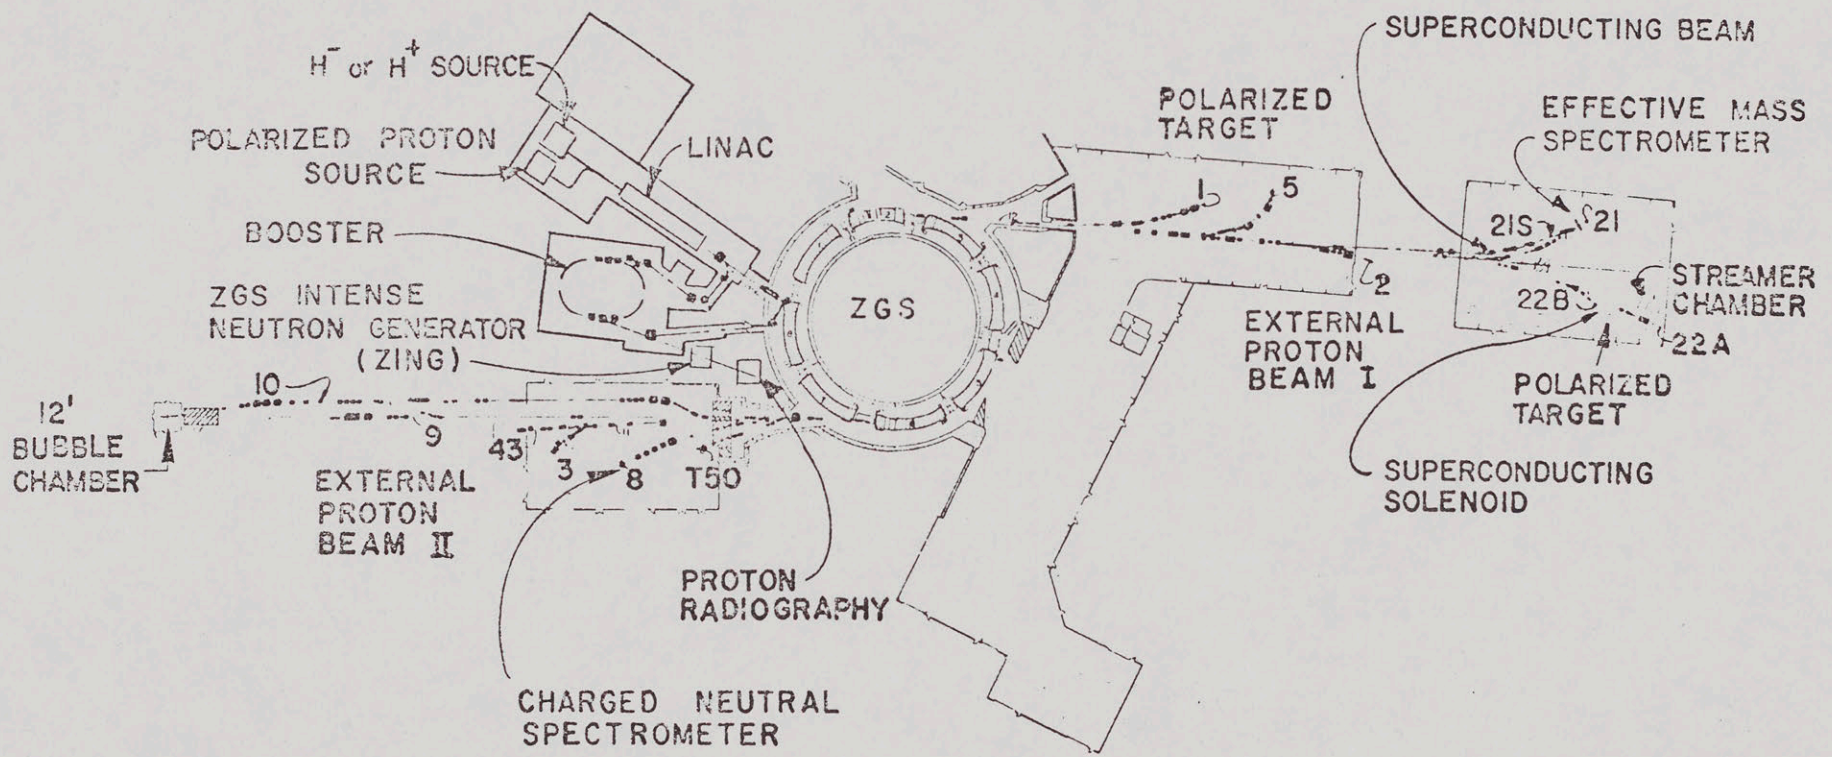 H⁻ or H⁺ SOURCE
POLARIZED PROTON
SOURCE
LINAC
BOOSTER
ZGS INTENSE
NEUTRON GENERATOR
(ZING)
ZGS
12'
BUBBLE
CHAMBER
10
9
43
3
8
T50
EXTERNAL
PROTON
BEAM II
PROTON
RADIOGRAPHY
CHARGED NEUTRAL
SPECTROMETER
POLARIZED
TARGET
1
5
2
EXTERNAL
PROTON
BEAM I
SUPERCONDUCTING BEAM
EFFECTIVE MASS
SPECTROMETER
21S
21
STREAMER
CHAMBER
22B
22A
POLARIZED
TARGET
SUPERCONDUCTING
SOLENOID